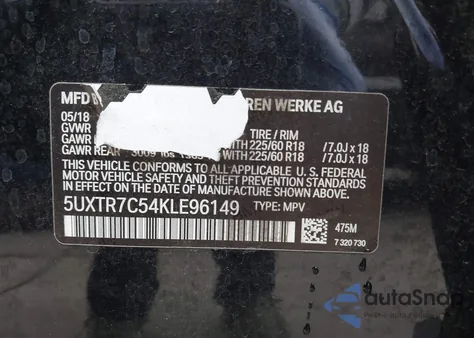 MFD REN WERKE AG
05/18
GVWR TIRE / RIM
GAWR WITH 225/60 R18 /7.0J x 18
GAWR REAR 3009 lbs WITH 225/60 R18 /7.0J x 18
THIS VEHICLE CONFORMS TO ALL APPLICABLE U.S. FEDERAL
MOTOR VEHICLE SAFETY, BUMPER, AND THEFT PREVENTION
STANDARDS IN EFFECT ON THE DATE OF MANUFACTURE SHOWN ABOVE.
5UXTR7C54KLE96149 TYPE: MPV
475M
7 320 730
autoSnap